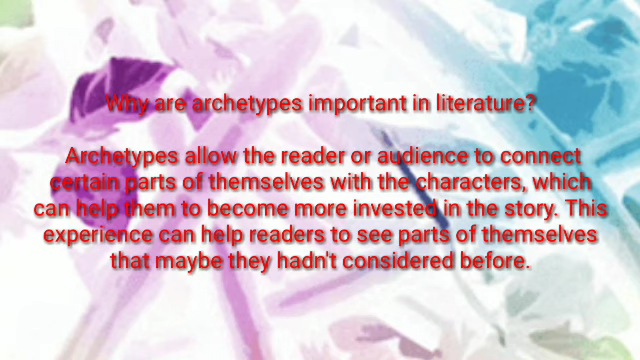 Why are archetypes important in literature?
Archetypes allow the reader or audience to connect
certain parts of themselves with the characters, which
can help them to become more invested in the story. This
experience can help readers to see parts of themselves
that maybe they hadn't considered before.